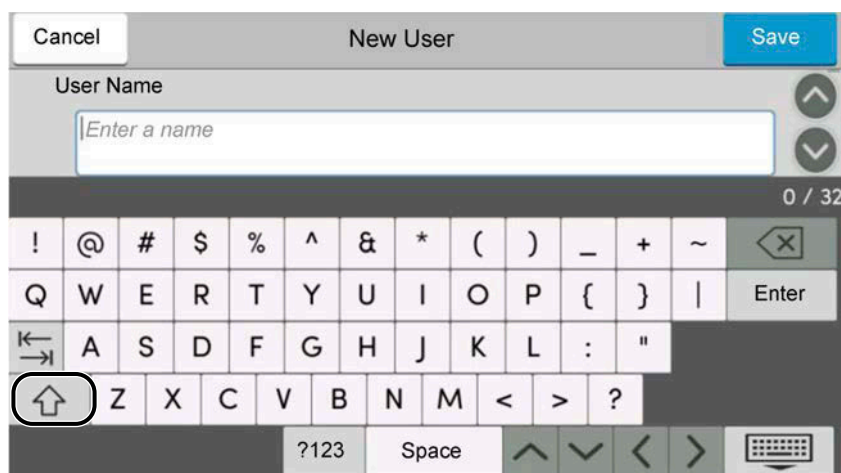 Cancel New User Save
User Name
Enter a name
0 / 32
! @ # $ % ^ & * ( ) _ + ~
Q W E R T Y U I O P { } | Enter
A S D F G H J K L : "
Z X C V B N M < > ?
?123 Space